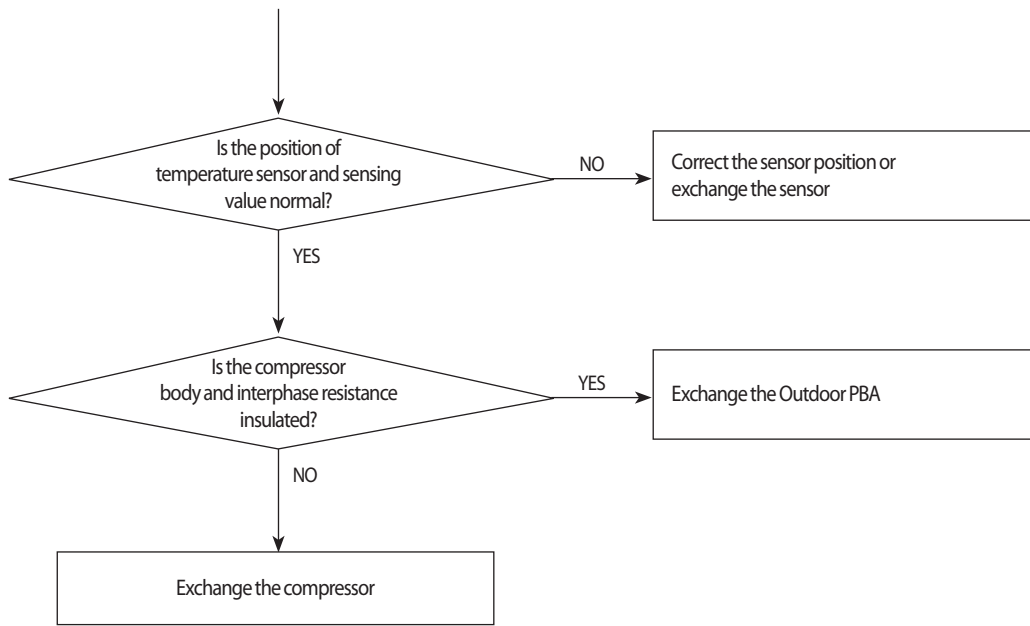 Is the position of
temperature sensor and sensing
value normal?
NO
Correct the sensor position or
exchange the sensor
YES
Is the compressor
body and interphase resistance
insulated?
YES
Exchange the Outdoor PBA
NO
Exchange the compressor